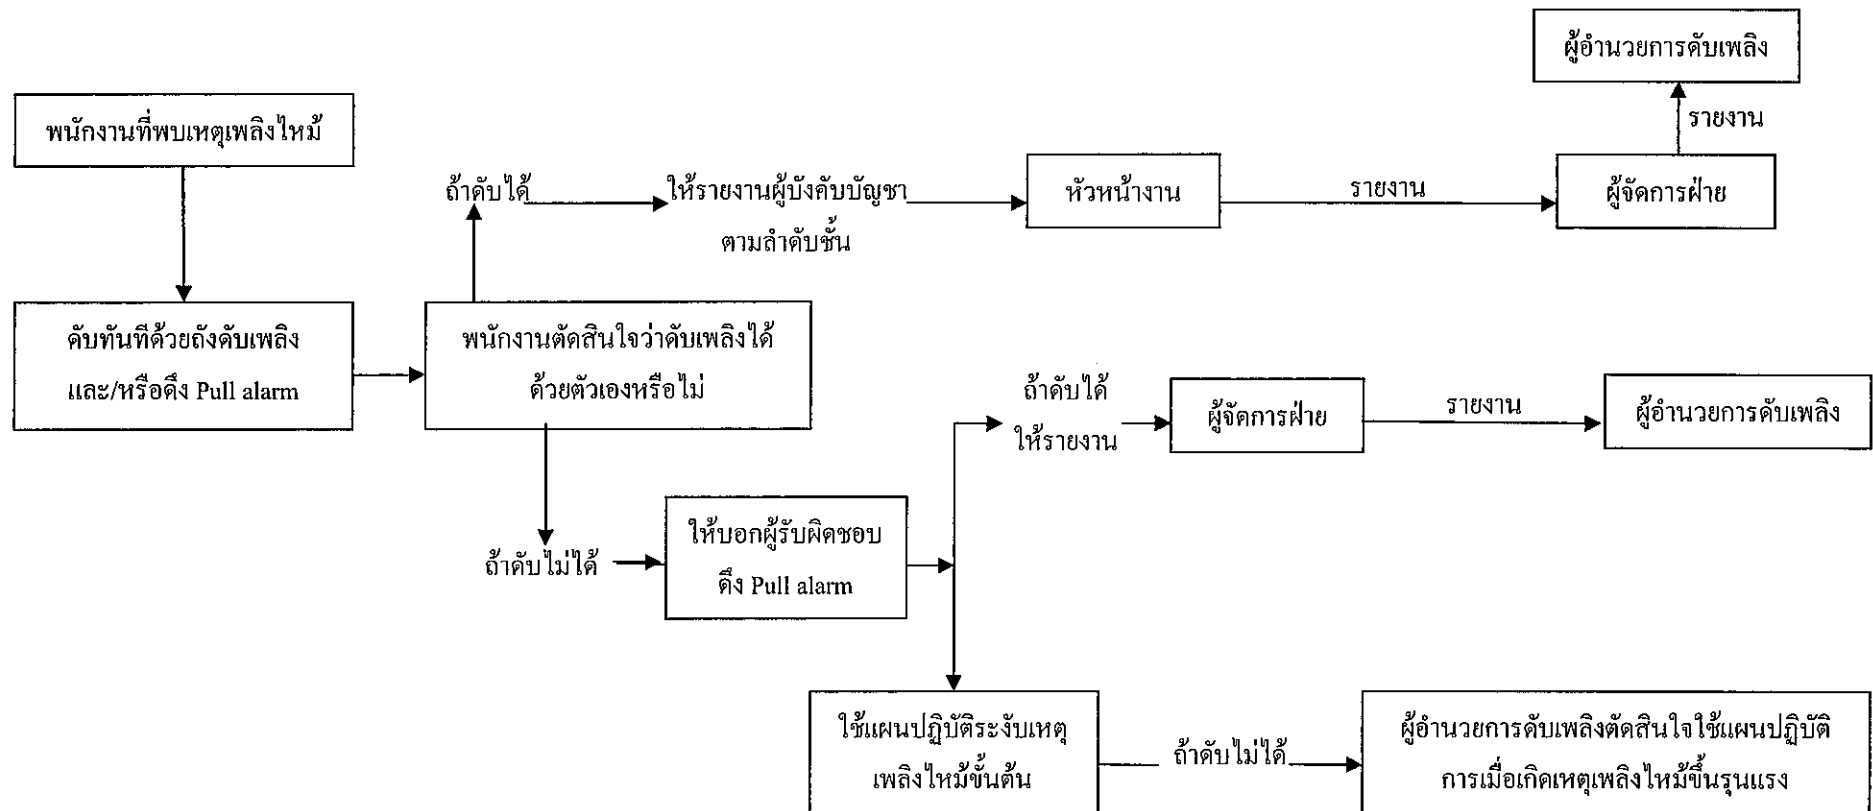 ผู้อำนวยการดับเพลิง
รายงาน
พนักงานที่พบเหตุเพลิงไหม้
ถ้าดับได้
ให้รายงานผู้บังคับบัญชา
ตามลำดับชั้น
หัวหน้างาน
รายงาน
ผู้จัดการฝ่าย
ดับทันทีด้วยถังดับเพลิง
และ/หรือดึง Pull alarm
พนักงานตัดสินใจว่าดับเพลิงได้
ด้วยตัวเองหรือไม่
ถ้าดับได้
ให้รายงาน
ผู้จัดการฝ่าย
รายงาน
ผู้อำนวยการดับเพลิง
ถ้าดับไม่ได้
ให้บอกผู้รับผิดชอบ
ดึง Pull alarm
ใช้แผนปฏิบัติระงับเหตุ
เพลิงไหม้ขั้นต้น
ถ้าดับไม่ได้
ผู้อำนวยการดับเพลิงตัดสินใจใช้แผนปฏิบัติ
การเมื่อเกิดเหตุเพลิงไหม้ขึ้นรุนแรง